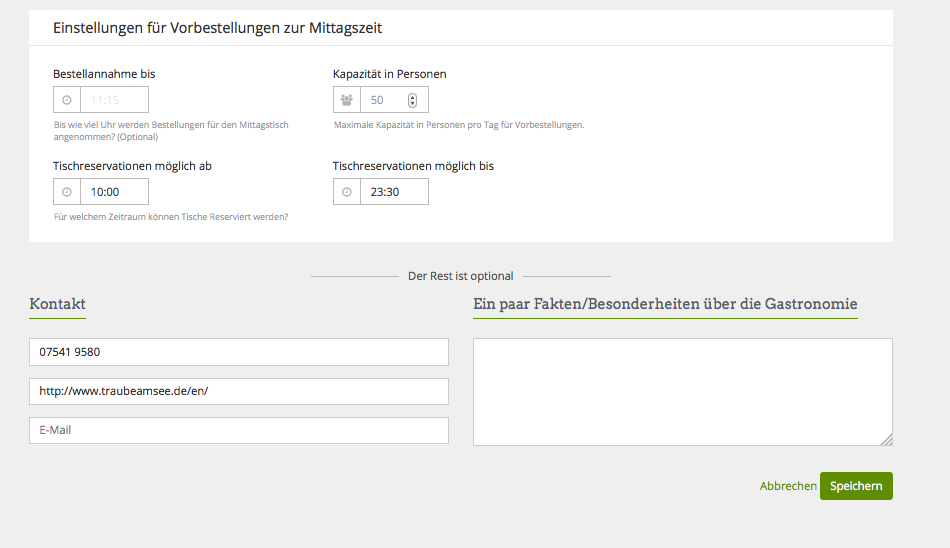 Einstellungen für Vorbestellungen zur Mittagszeit
Bestellannahme bis
Kapazität in Personen
11:15
50
Bis wie viel Uhr werden Bestellungen für den Mittagstisch
angenommen? (Optional)
Maximale Kapazität in Personen pro Tag für Vorbestellungen.
Tischreservationen möglich ab
Tischreservationen möglich bis
10:00
23:30
Für welchem Zeitraum können Tische Reserviert werden?
Der Rest ist optional
Kontakt
Ein paar Fakten/Besonderheiten über die Gastronomie
07541 9580
http://www.traubeamsee.de/en/
E-Mail
Abbrechen
Speichern